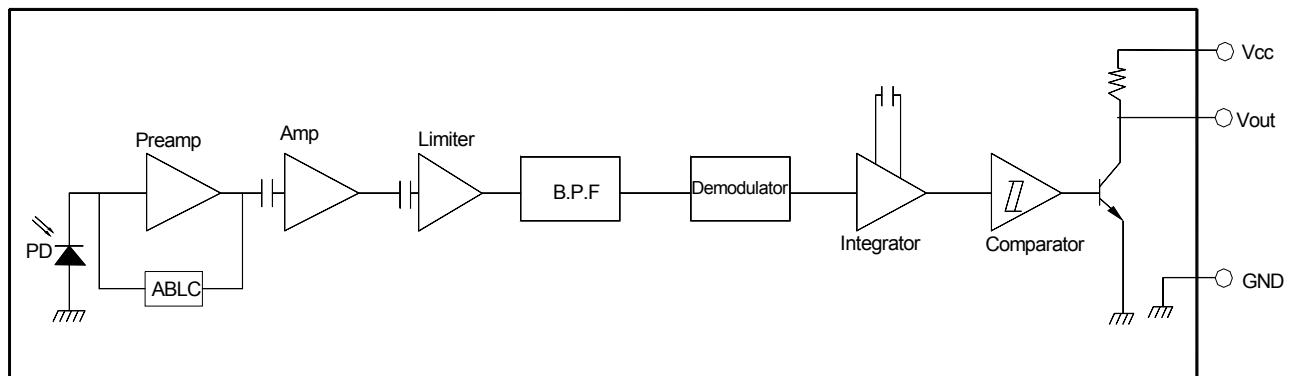 Vcc
Vout
Amp
Limiter
Preamp
B.P.F
Demodulator
PD
Integrator
Comparator
ABLC
GND